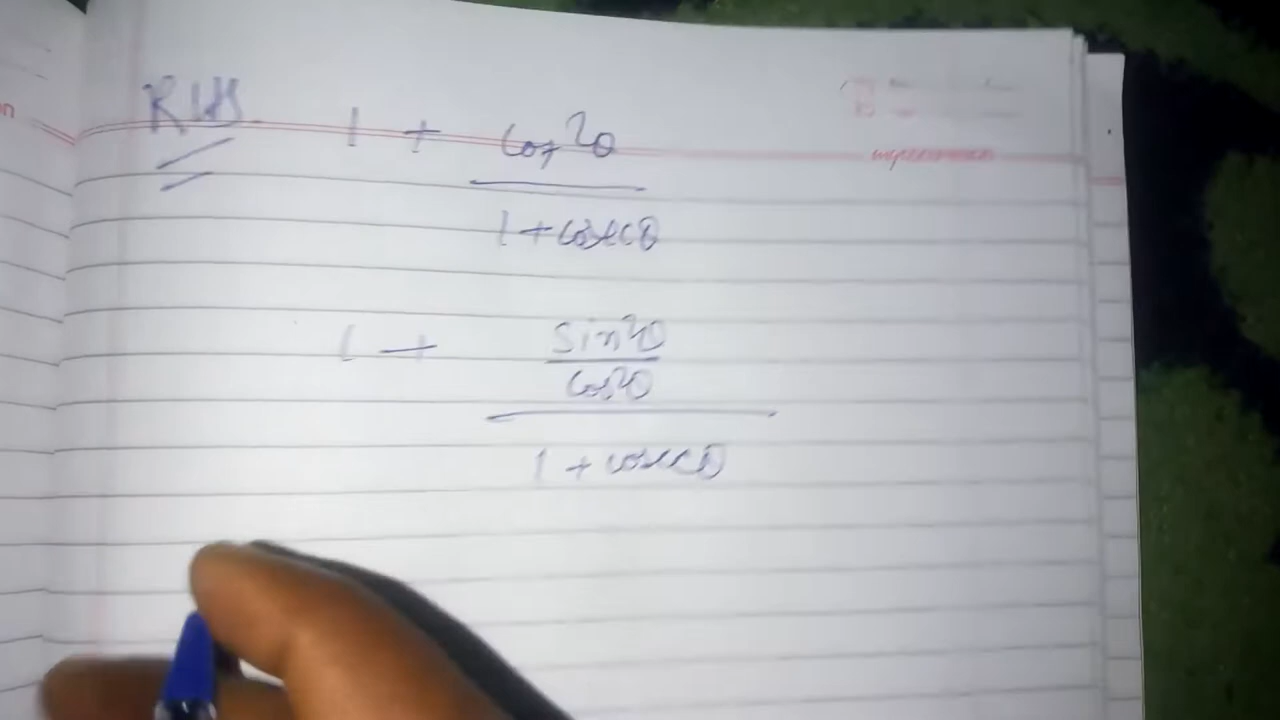 RHS 1 + cot²θ
1 + cosecθ
1 + sin²θ
cos²θ
1 + cosecθ